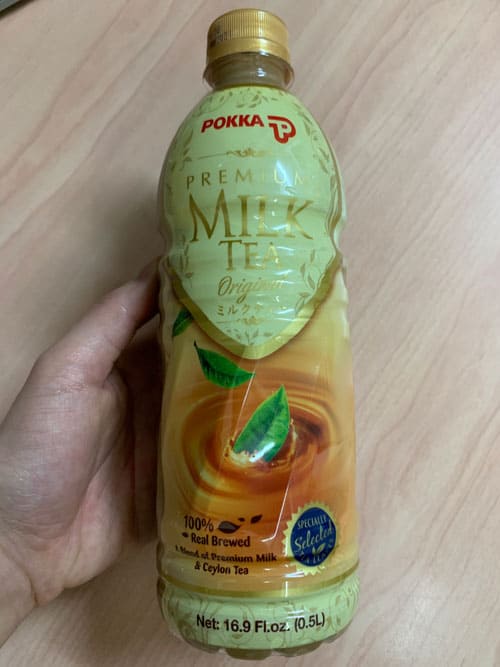 POKKA
PREMIUM
MILK
TEA
Original
ミルクティー
100%
Real Brewed
A Blend of Premium Milk
& Ceylon Tea
SPECIALLY
Selected
Net: 16.9 Fl.oz. (0.5L)